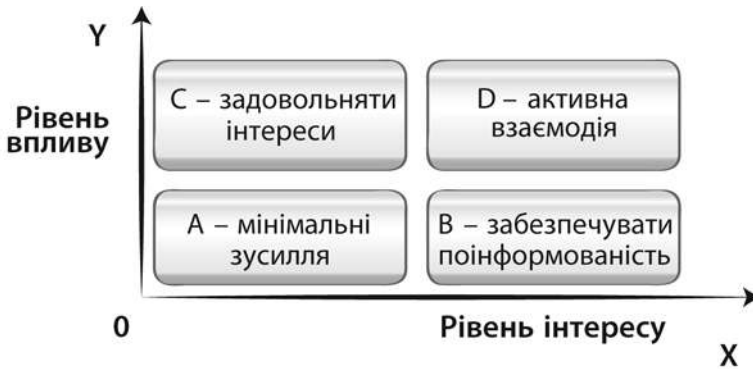 Y
Рівень
впливу
C – задовольняти
інтереси
D – активна
взаємодія
A – мінімальні
зусилля
B – забезпечувати
поінформованість
0
Рівень інтересу
X